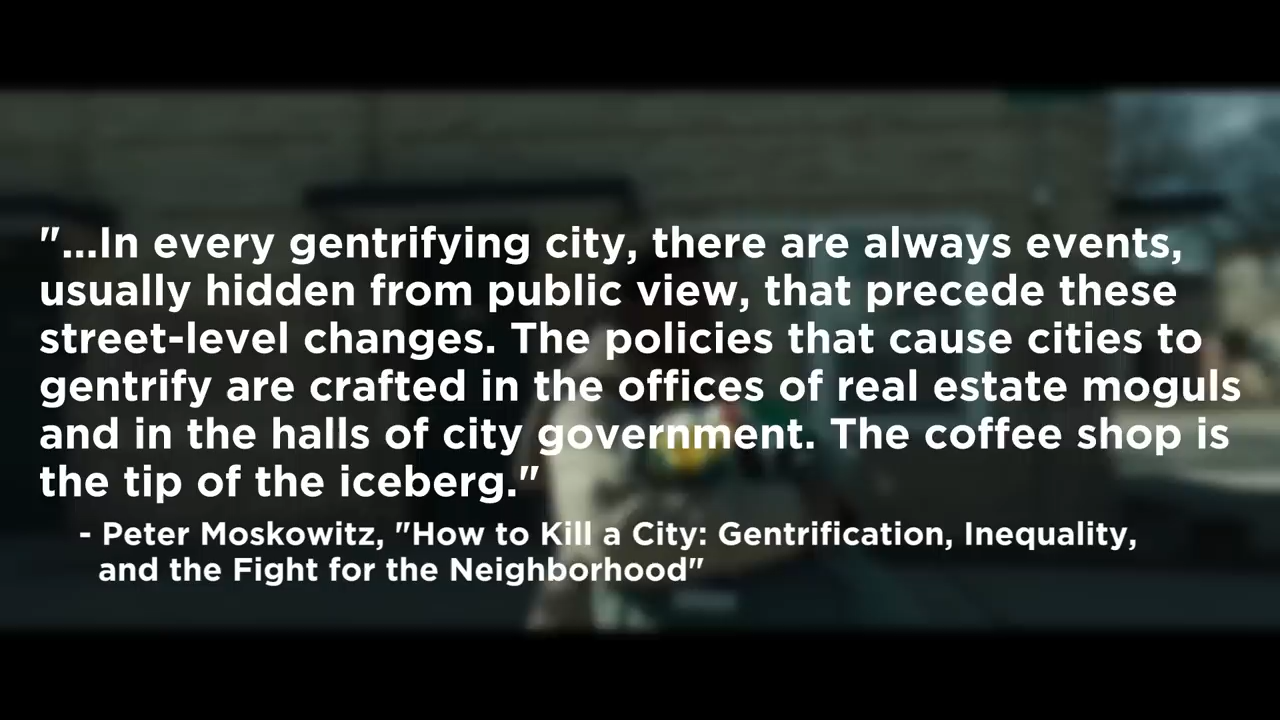 "...In every gentrifying city, there are always events,
usually hidden from public view, that precede these
street-level changes. The policies that cause cities to
gentrify are crafted in the offices of real estate moguls
and in the halls of city government. The coffee shop is
the tip of the iceberg."
- Peter Moskowitz, "How to Kill a City: Gentrification, Inequality,
and the Fight for the Neighborhood"